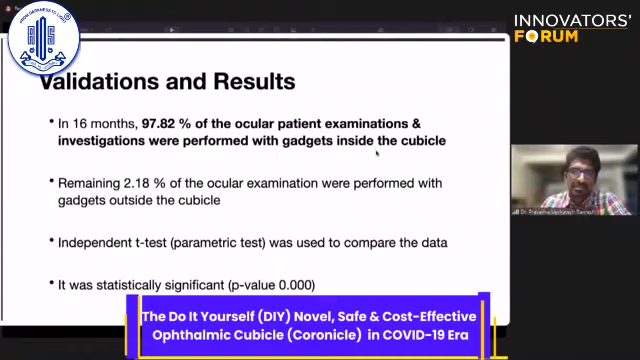 INNOVATORS'
FORUM
Validations and Results
• In 16 months, 97.82 % of the ocular patient examinations &
investigations were performed with gadgets inside the cubicle
• Remaining 2.18 % of the ocular examination were performed with
gadgets outside the cubicle
• Independent t-test (parametric test) was used to compare the data
• It was statistically significant (p-value 0.000)
The Do It Yourself (DIY) Novel, Safe & Cost-Effective
Ophthalmic Cubicle (Coronicle) in COVID-19 Era